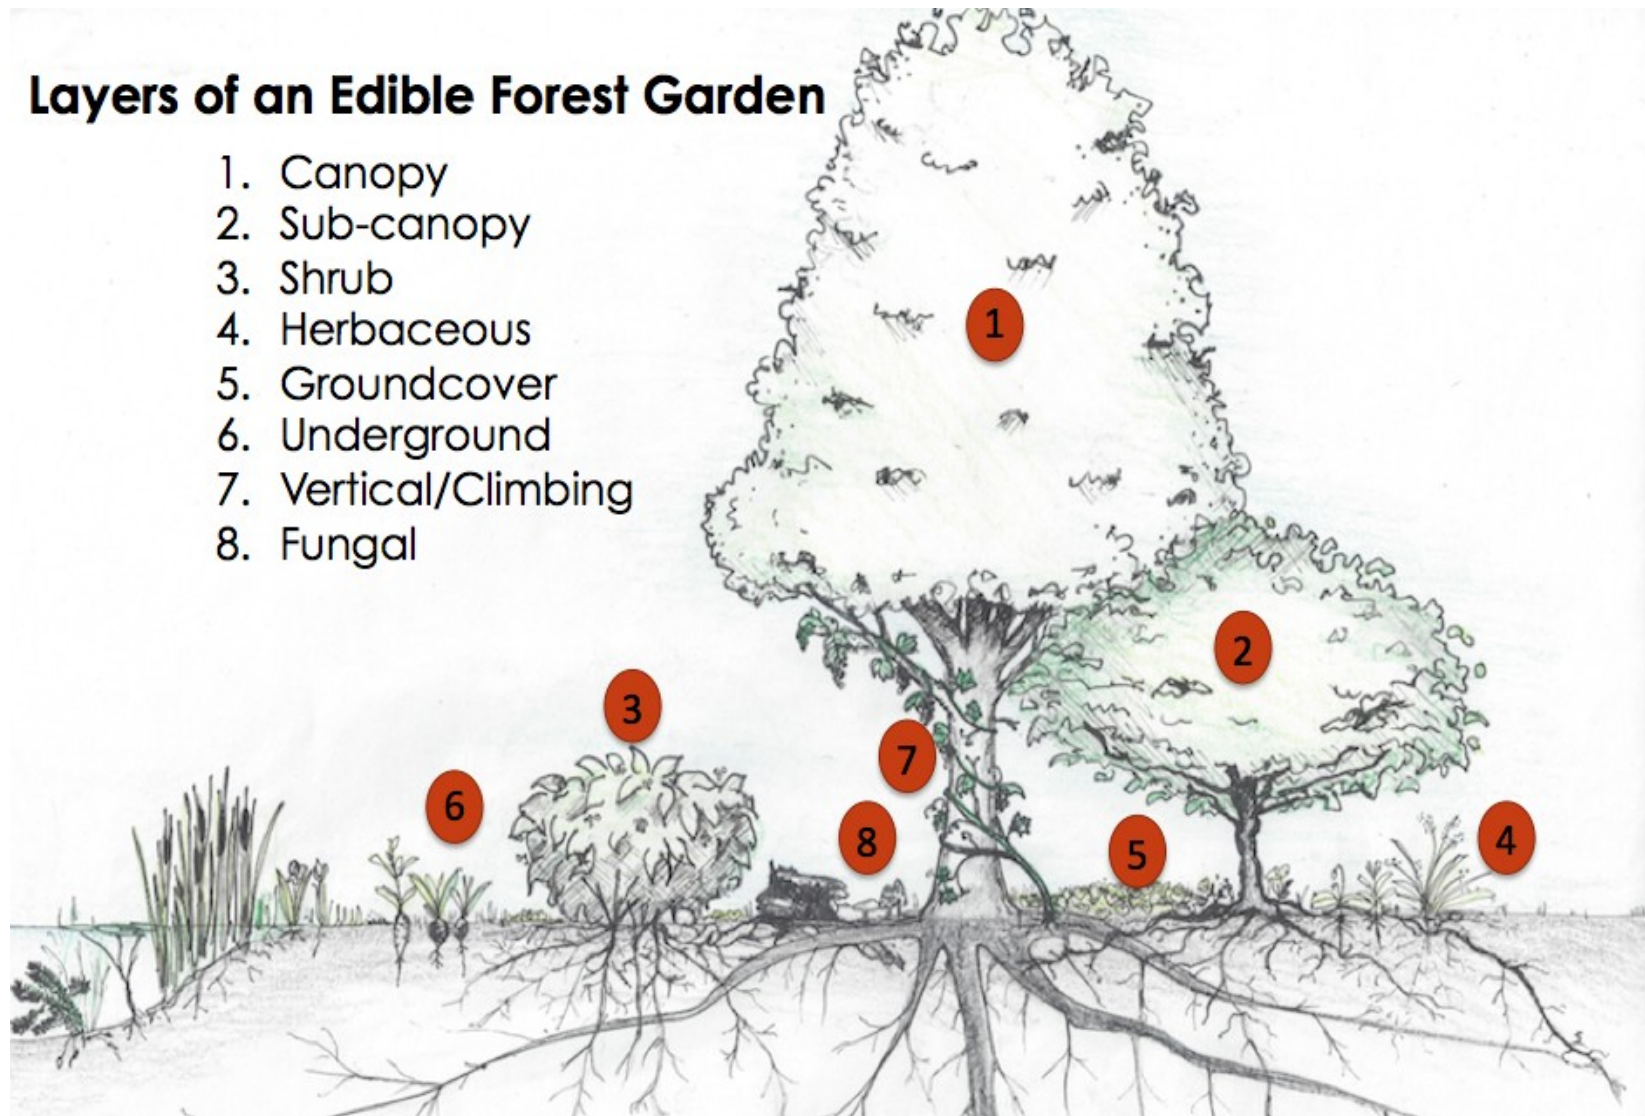 Layers of an Edible Forest Garden
1. Canopy
2. Sub-canopy
3. Shrub
4. Herbaceous
5. Groundcover
6. Underground
7. Vertical/Climbing
8. Fungal
1
2
3
7
6
8
5
4